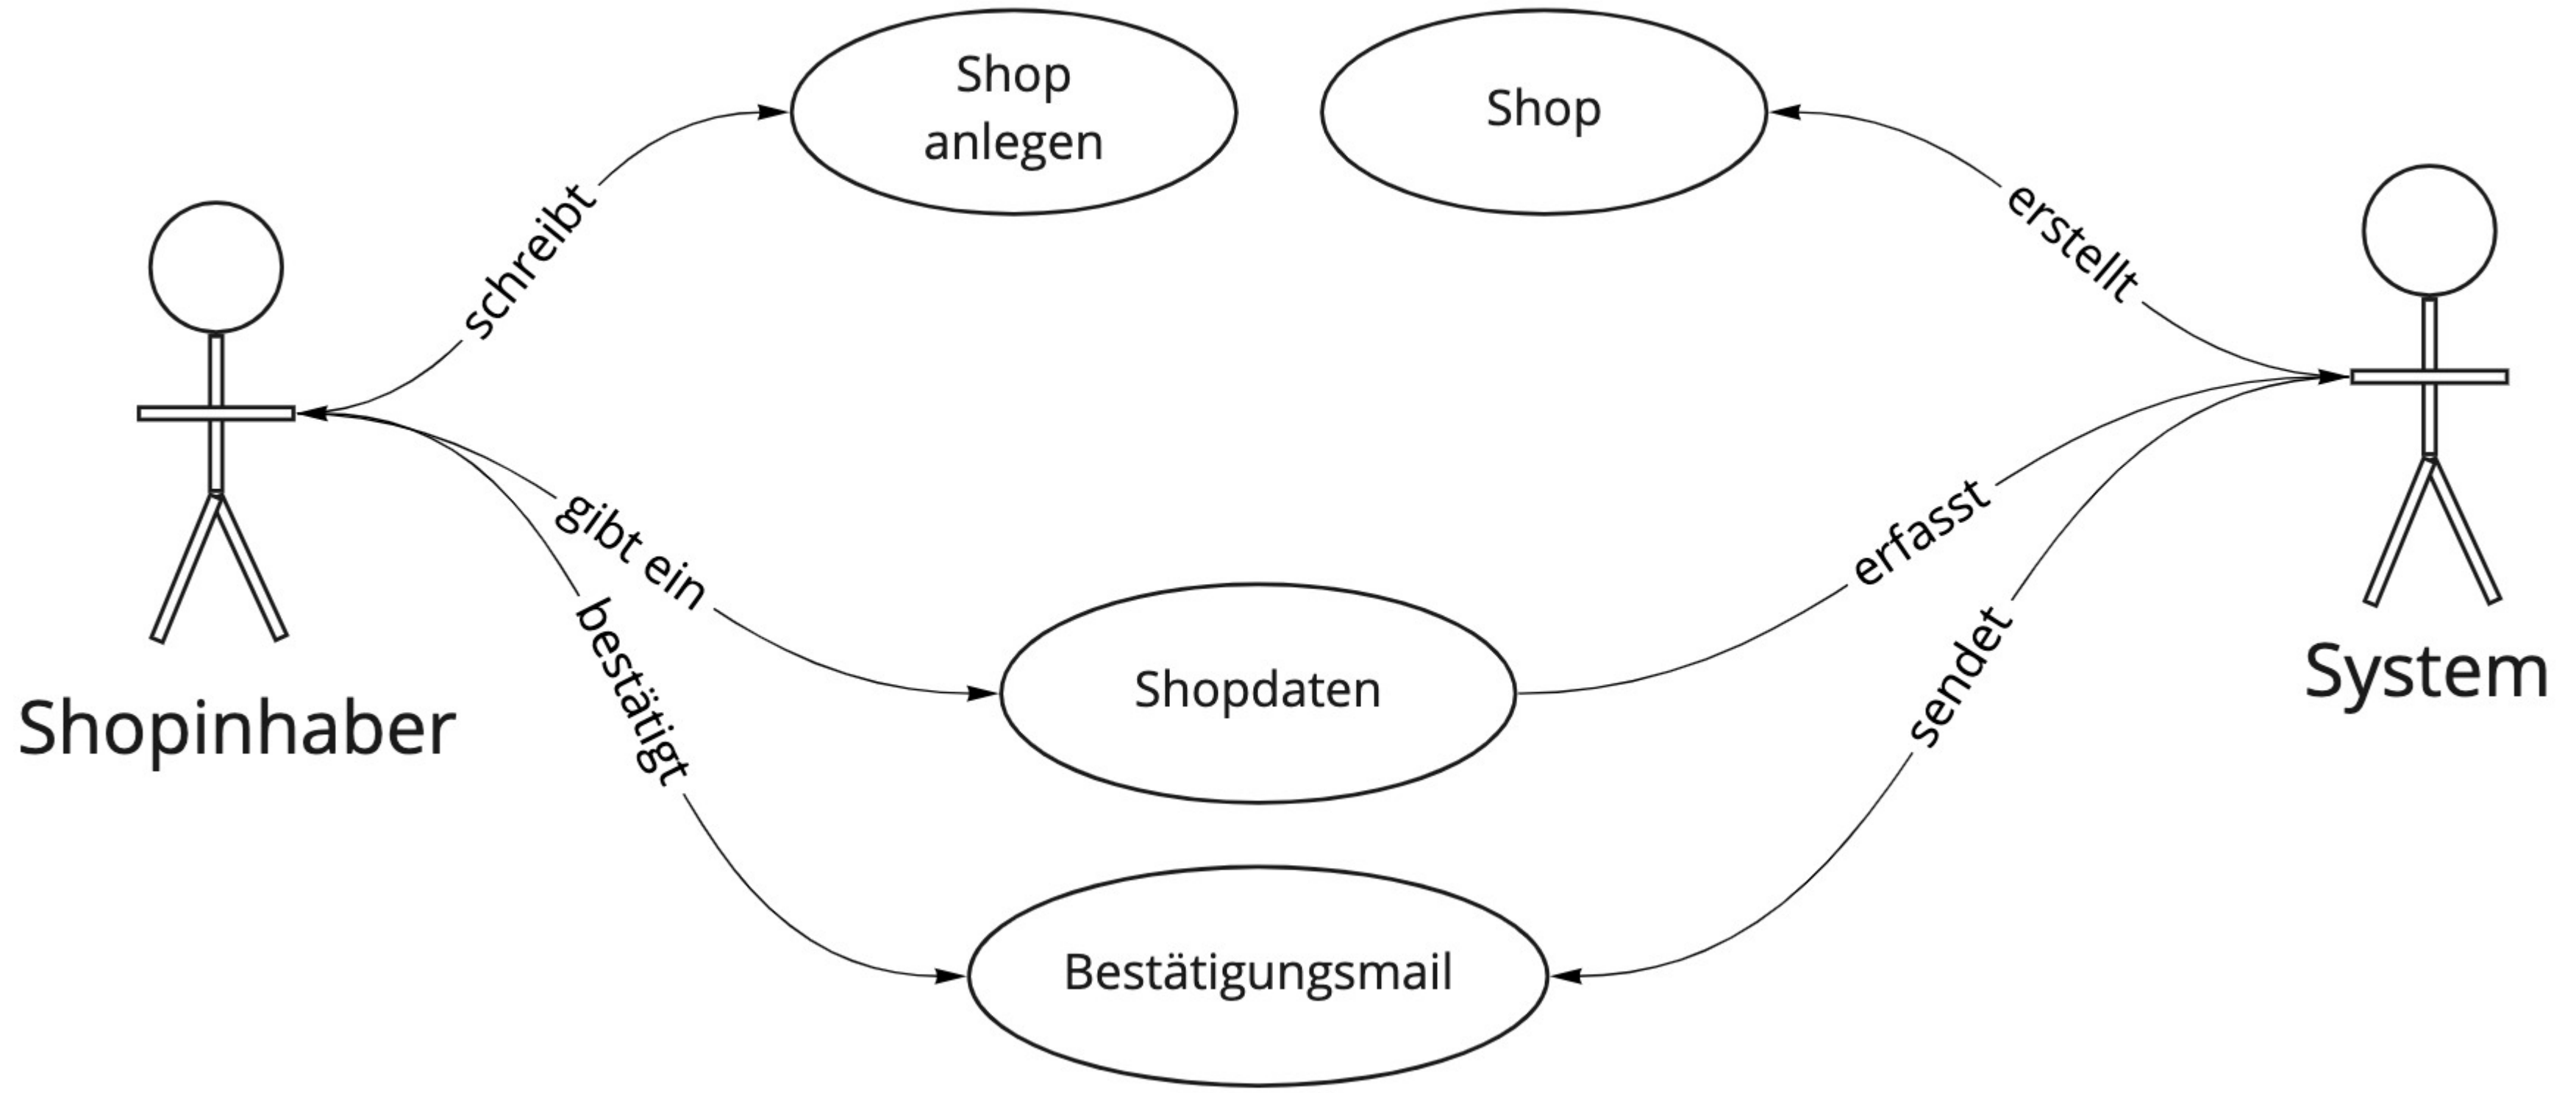 Shop
anlegen
Shop
schreibt
erstellt
gibt ein
erfasst
bestätigt
sendet
Shopdaten
System
Shopinhaber
Bestätigungsmail